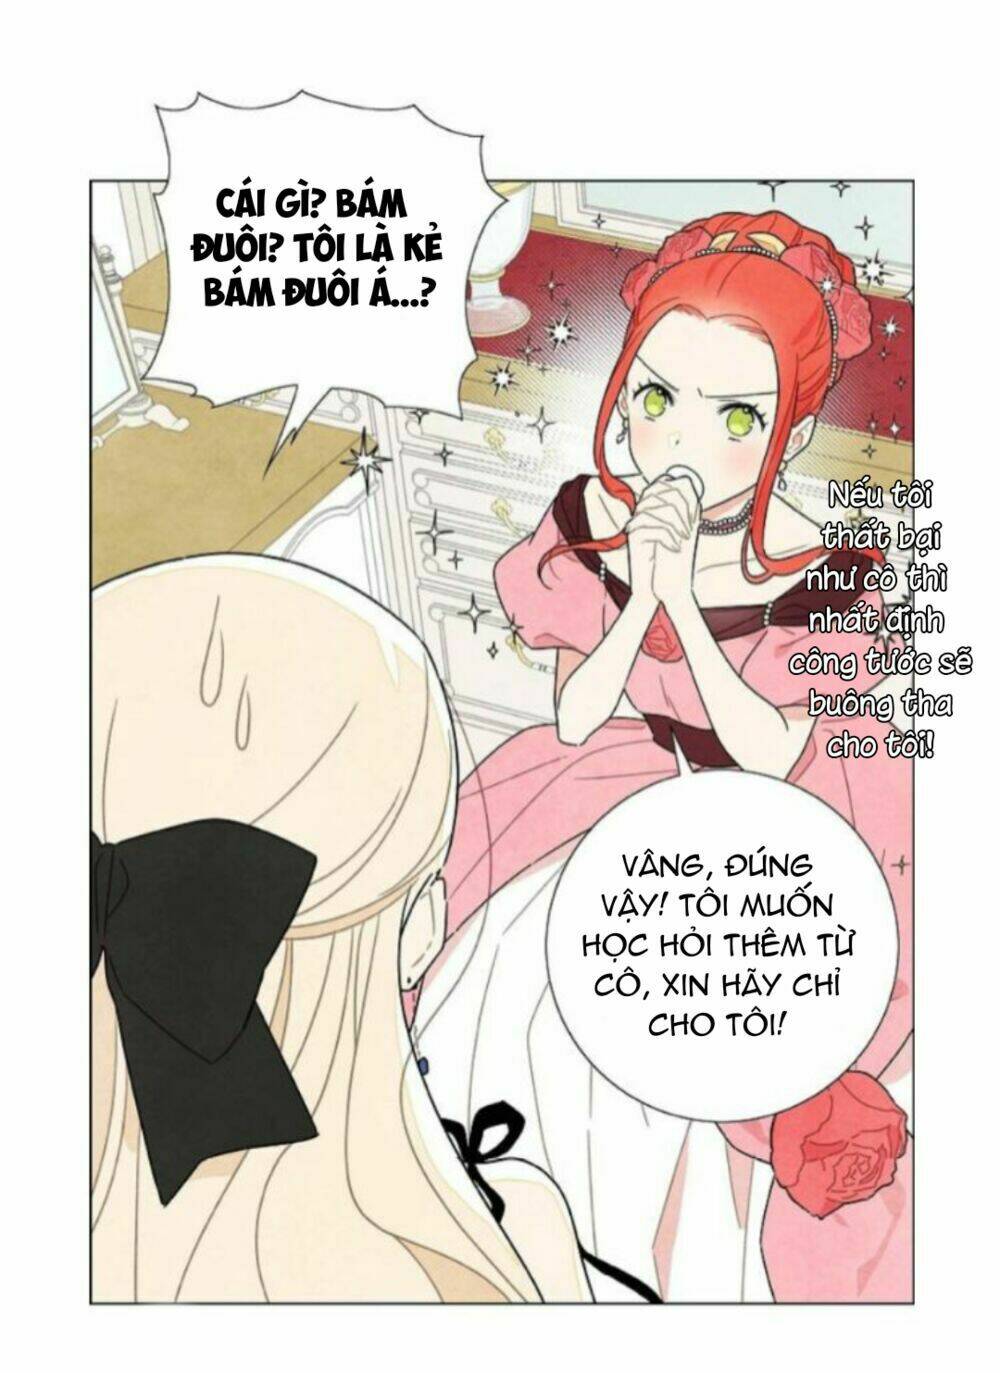 CÁI GÌ? BÁM
ĐUÔI? TÔI LÀ KẺ
BÁM ĐUÔI Á...?
Nếu tôi
thất bại
như cô thì
nhất định
công tước sẽ
buông tha
cho tôi!
VÂNG, ĐÚNG
VẬY! TÔI MUỐN
HỌC HỎI THÊM TỪ
CÔ, XIN HÃY CHỈ
CHO TÔI!